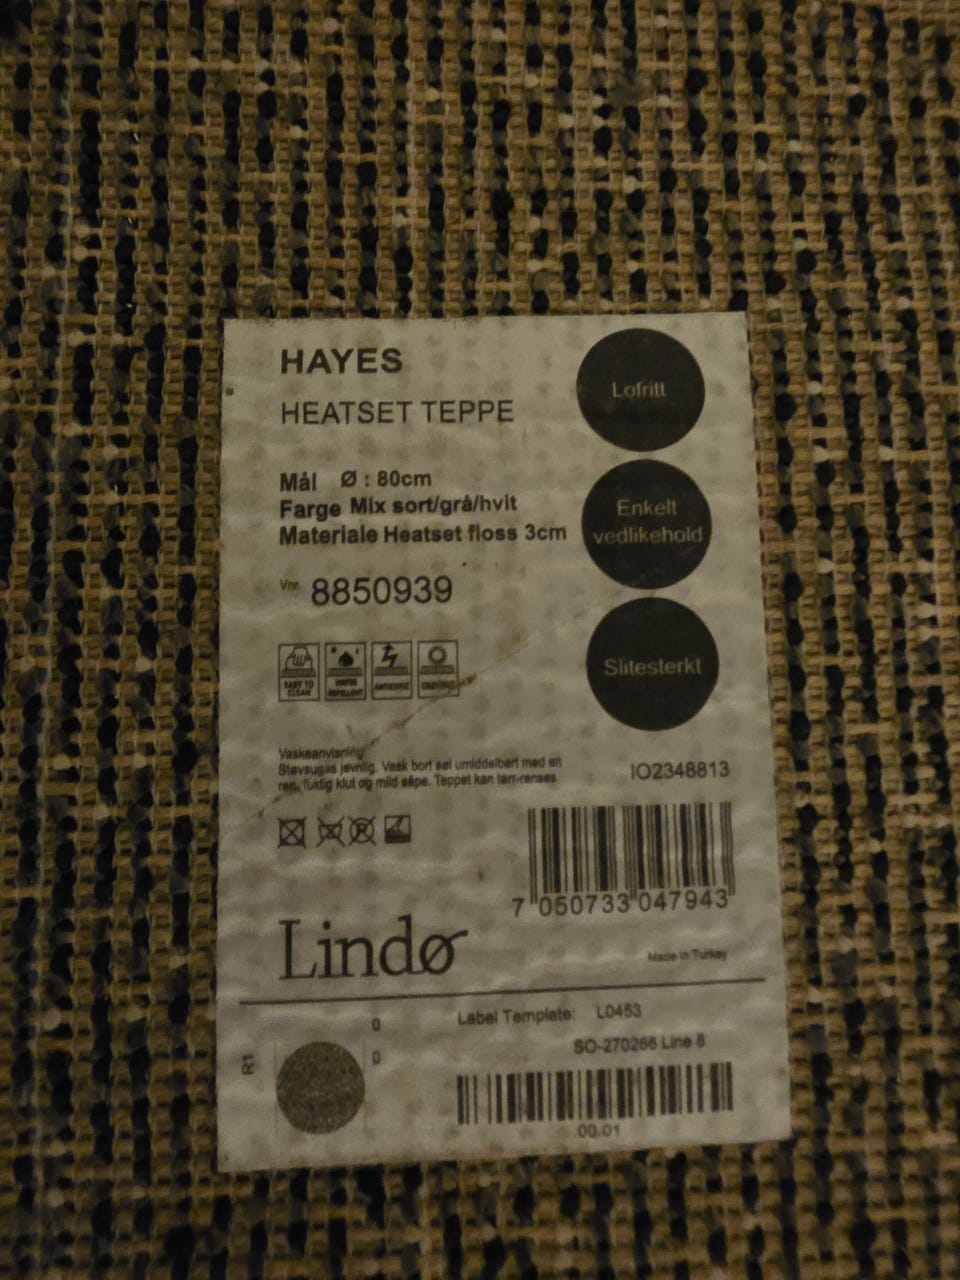 HAYES
HEATSET TEPPE
Lofritt
Mål Ø : 80cm
Farge Mix sort/grå/hvit
Materiale Heatset floss 3cm
Enkelt
vedlikehold
Vnr. 8850939
Slitesterkt
EASY TO
CLEAN
WATER
REPELLENT
ANTISTATIC
Vaskeanvisning:
Støvsuges jevnlig. Vask bort søl umiddelbart med en
ren, fuktig klut og mild såpe. Teppet kan tørr-renses
IO2348813
7 050733 047943
Lindø
Made in Turkey
Label Template: L0453
SO-270266 Line 8
R1
0
0
00.01